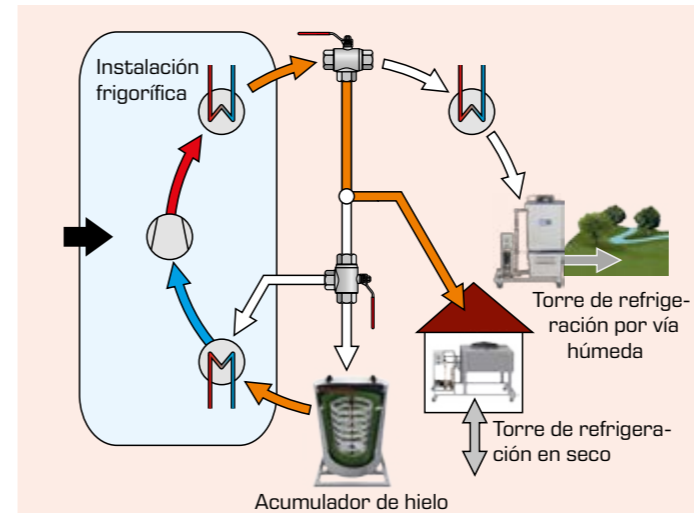 Instalación
frigorífica
Torre de refrige-
ración por vía
húmeda
Torre de refrigera-
ción en seco
Acumulador de hielo